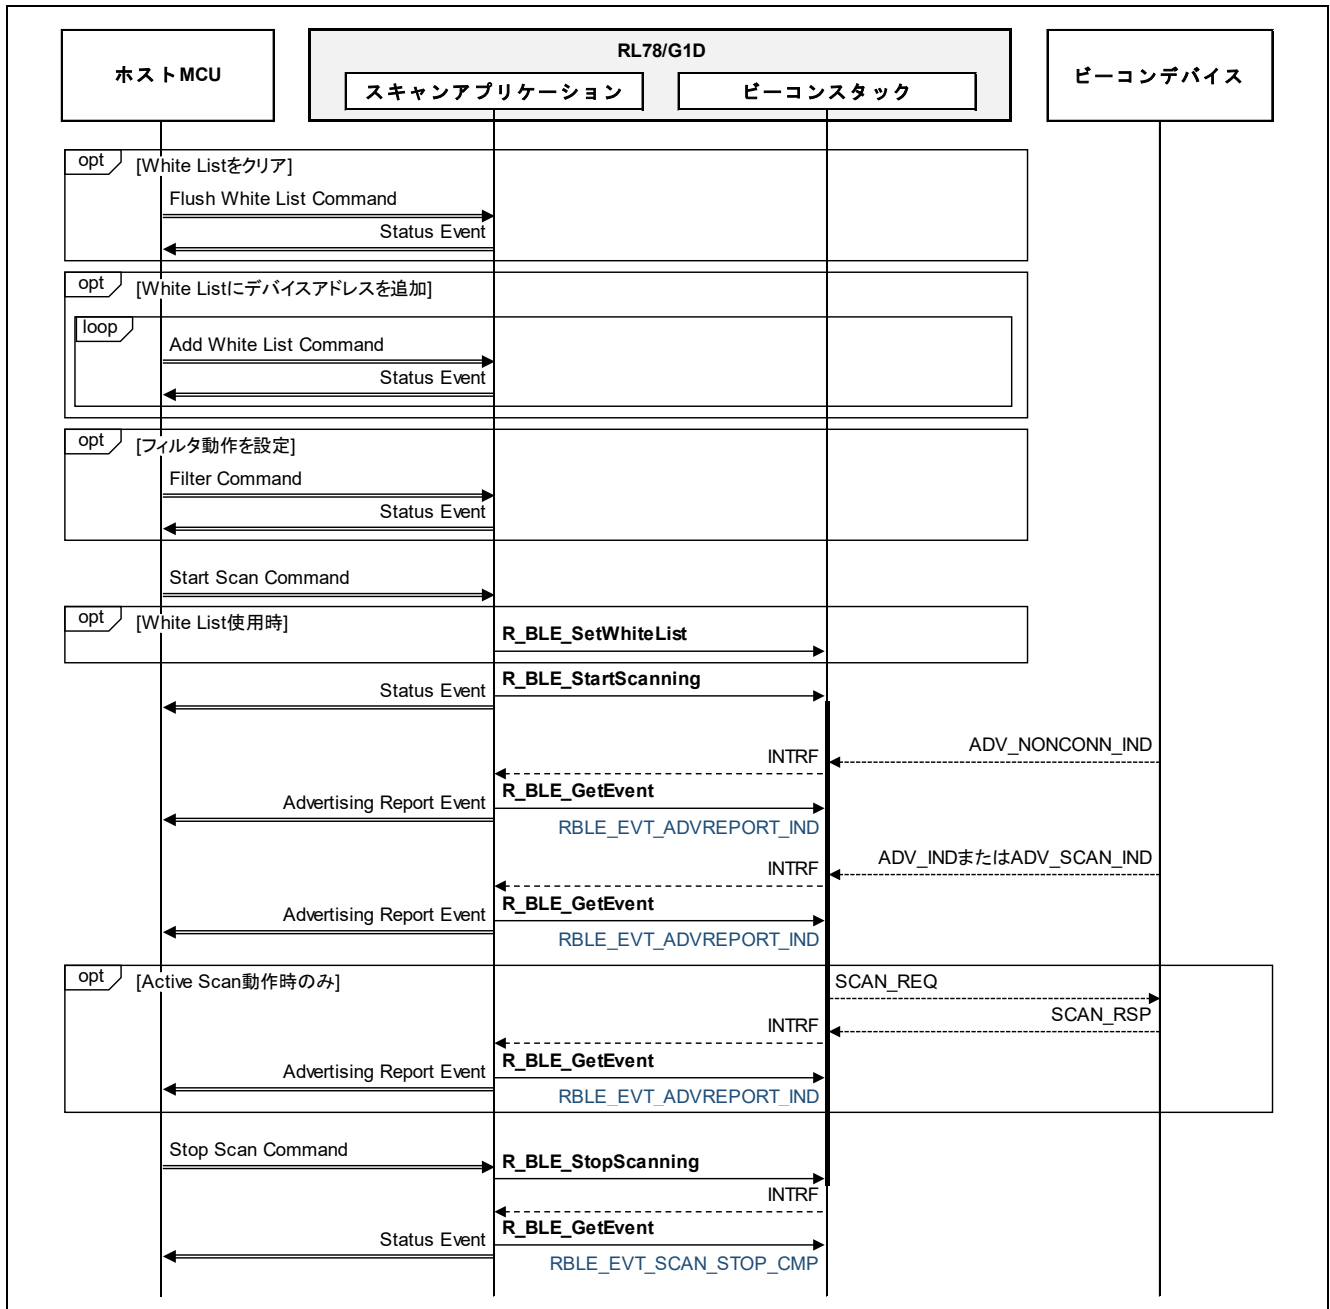 RL78/G1D
ホストMCU
スキャンアプリケーション
ビーコンスタック
ビーコンデバイス
opt
[White Listをクリア]
Flush White List Command
Status Event
opt
[White Listにデバイスアドレスを追加]
loop
Add White List Command
Status Event
opt
[フィルタ動作を設定]
Filter Command
Status Event
Start Scan Command
opt
[White List使用時]
R_BLE_SetWhiteList
R_BLE_StartScanning
Status Event
ADV_NONCONN_IND
INTRF
R_BLE_GetEvent
Advertising Report Event
RBLE_EVT_ADVREPORT_IND
ADV_INDまたはADV_SCAN_IND
INTRF
R_BLE_GetEvent
Advertising Report Event
RBLE_EVT_ADVREPORT_IND
opt
[Active Scan動作時のみ]
SCAN_REQ
SCAN_RSP
INTRF
R_BLE_GetEvent
Advertising Report Event
RBLE_EVT_ADVREPORT_IND
Stop Scan Command
R_BLE_StopScanning
INTRF
R_BLE_GetEvent
Status Event
RBLE_EVT_SCAN_STOP_CMP